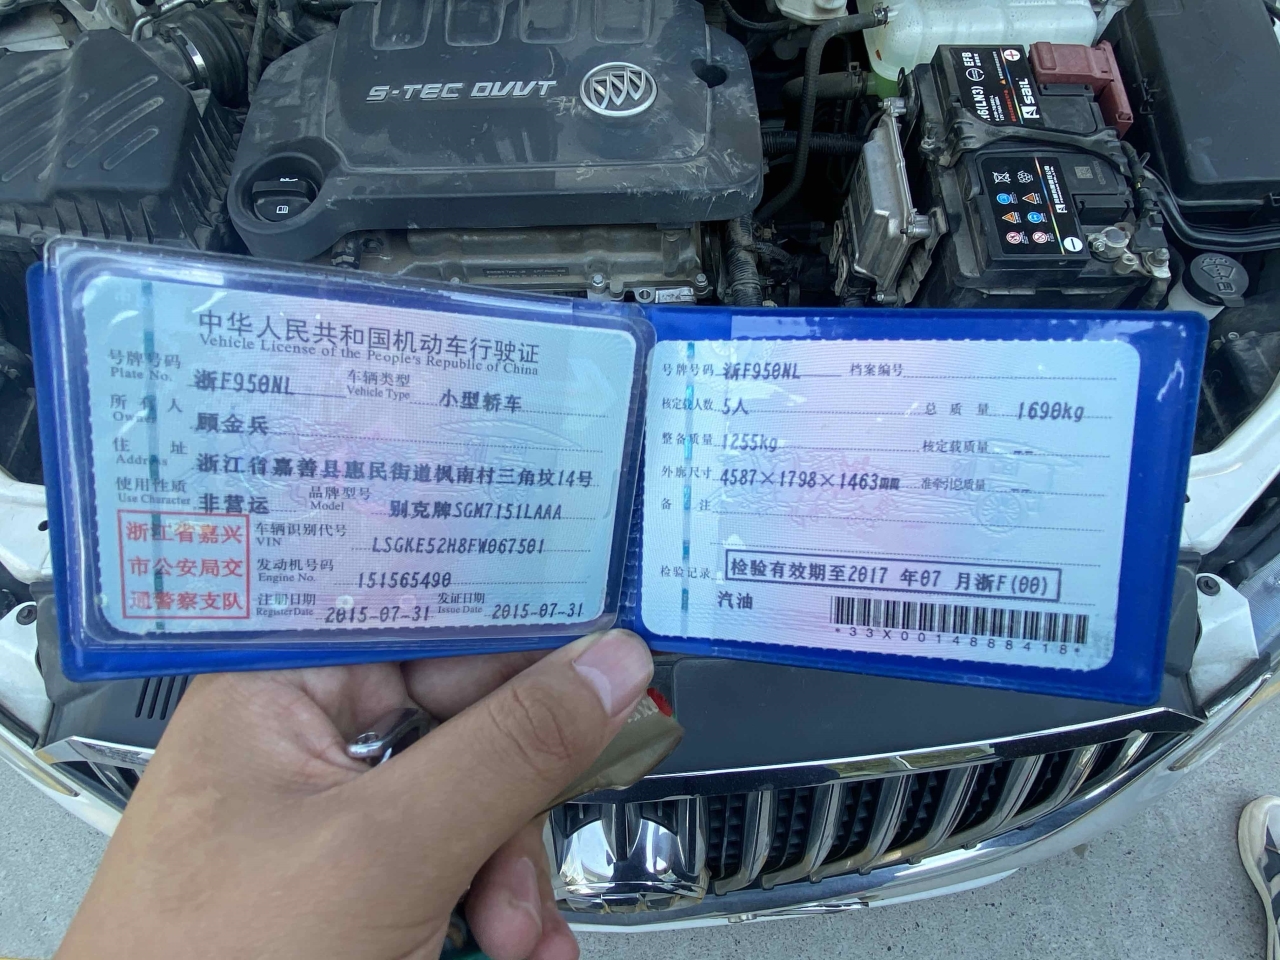 S-TEC DVVT
EFB
H6(LN3)
sail
中华人民共和国机动车行驶证
Vehicle License of the People's Republic of China
号牌号码 浙F950NL 车辆类型 小型轿车
Plate No. Vehicle Type
所有人 顾金兵
Owner
住址 浙江省嘉善县惠民街道枫南村三角坟14号
Address
使用性质 非营运 品牌型号 别克牌SGM7151LAAA
Use Character Model
浙江省嘉兴
市公安局交
通警察支队
车辆识别代号 LSGKE52H8FW067501
VIN
发动机号码 151565490
Engine No.
注册日期 2015-07-31 发证日期 2015-07-31
Register Date Issue Date
号牌号码 浙F950NL 档案编号
核定载人数 5人 总质量 1690kg
整备质量 1255kg 核定载质量 --
外廓尺寸 4587×1798×1463mm 准牵引总质量 --
备注
检验记录 检验有效期至2017 年07 月浙F(00)
汽油
*33X0014888418*